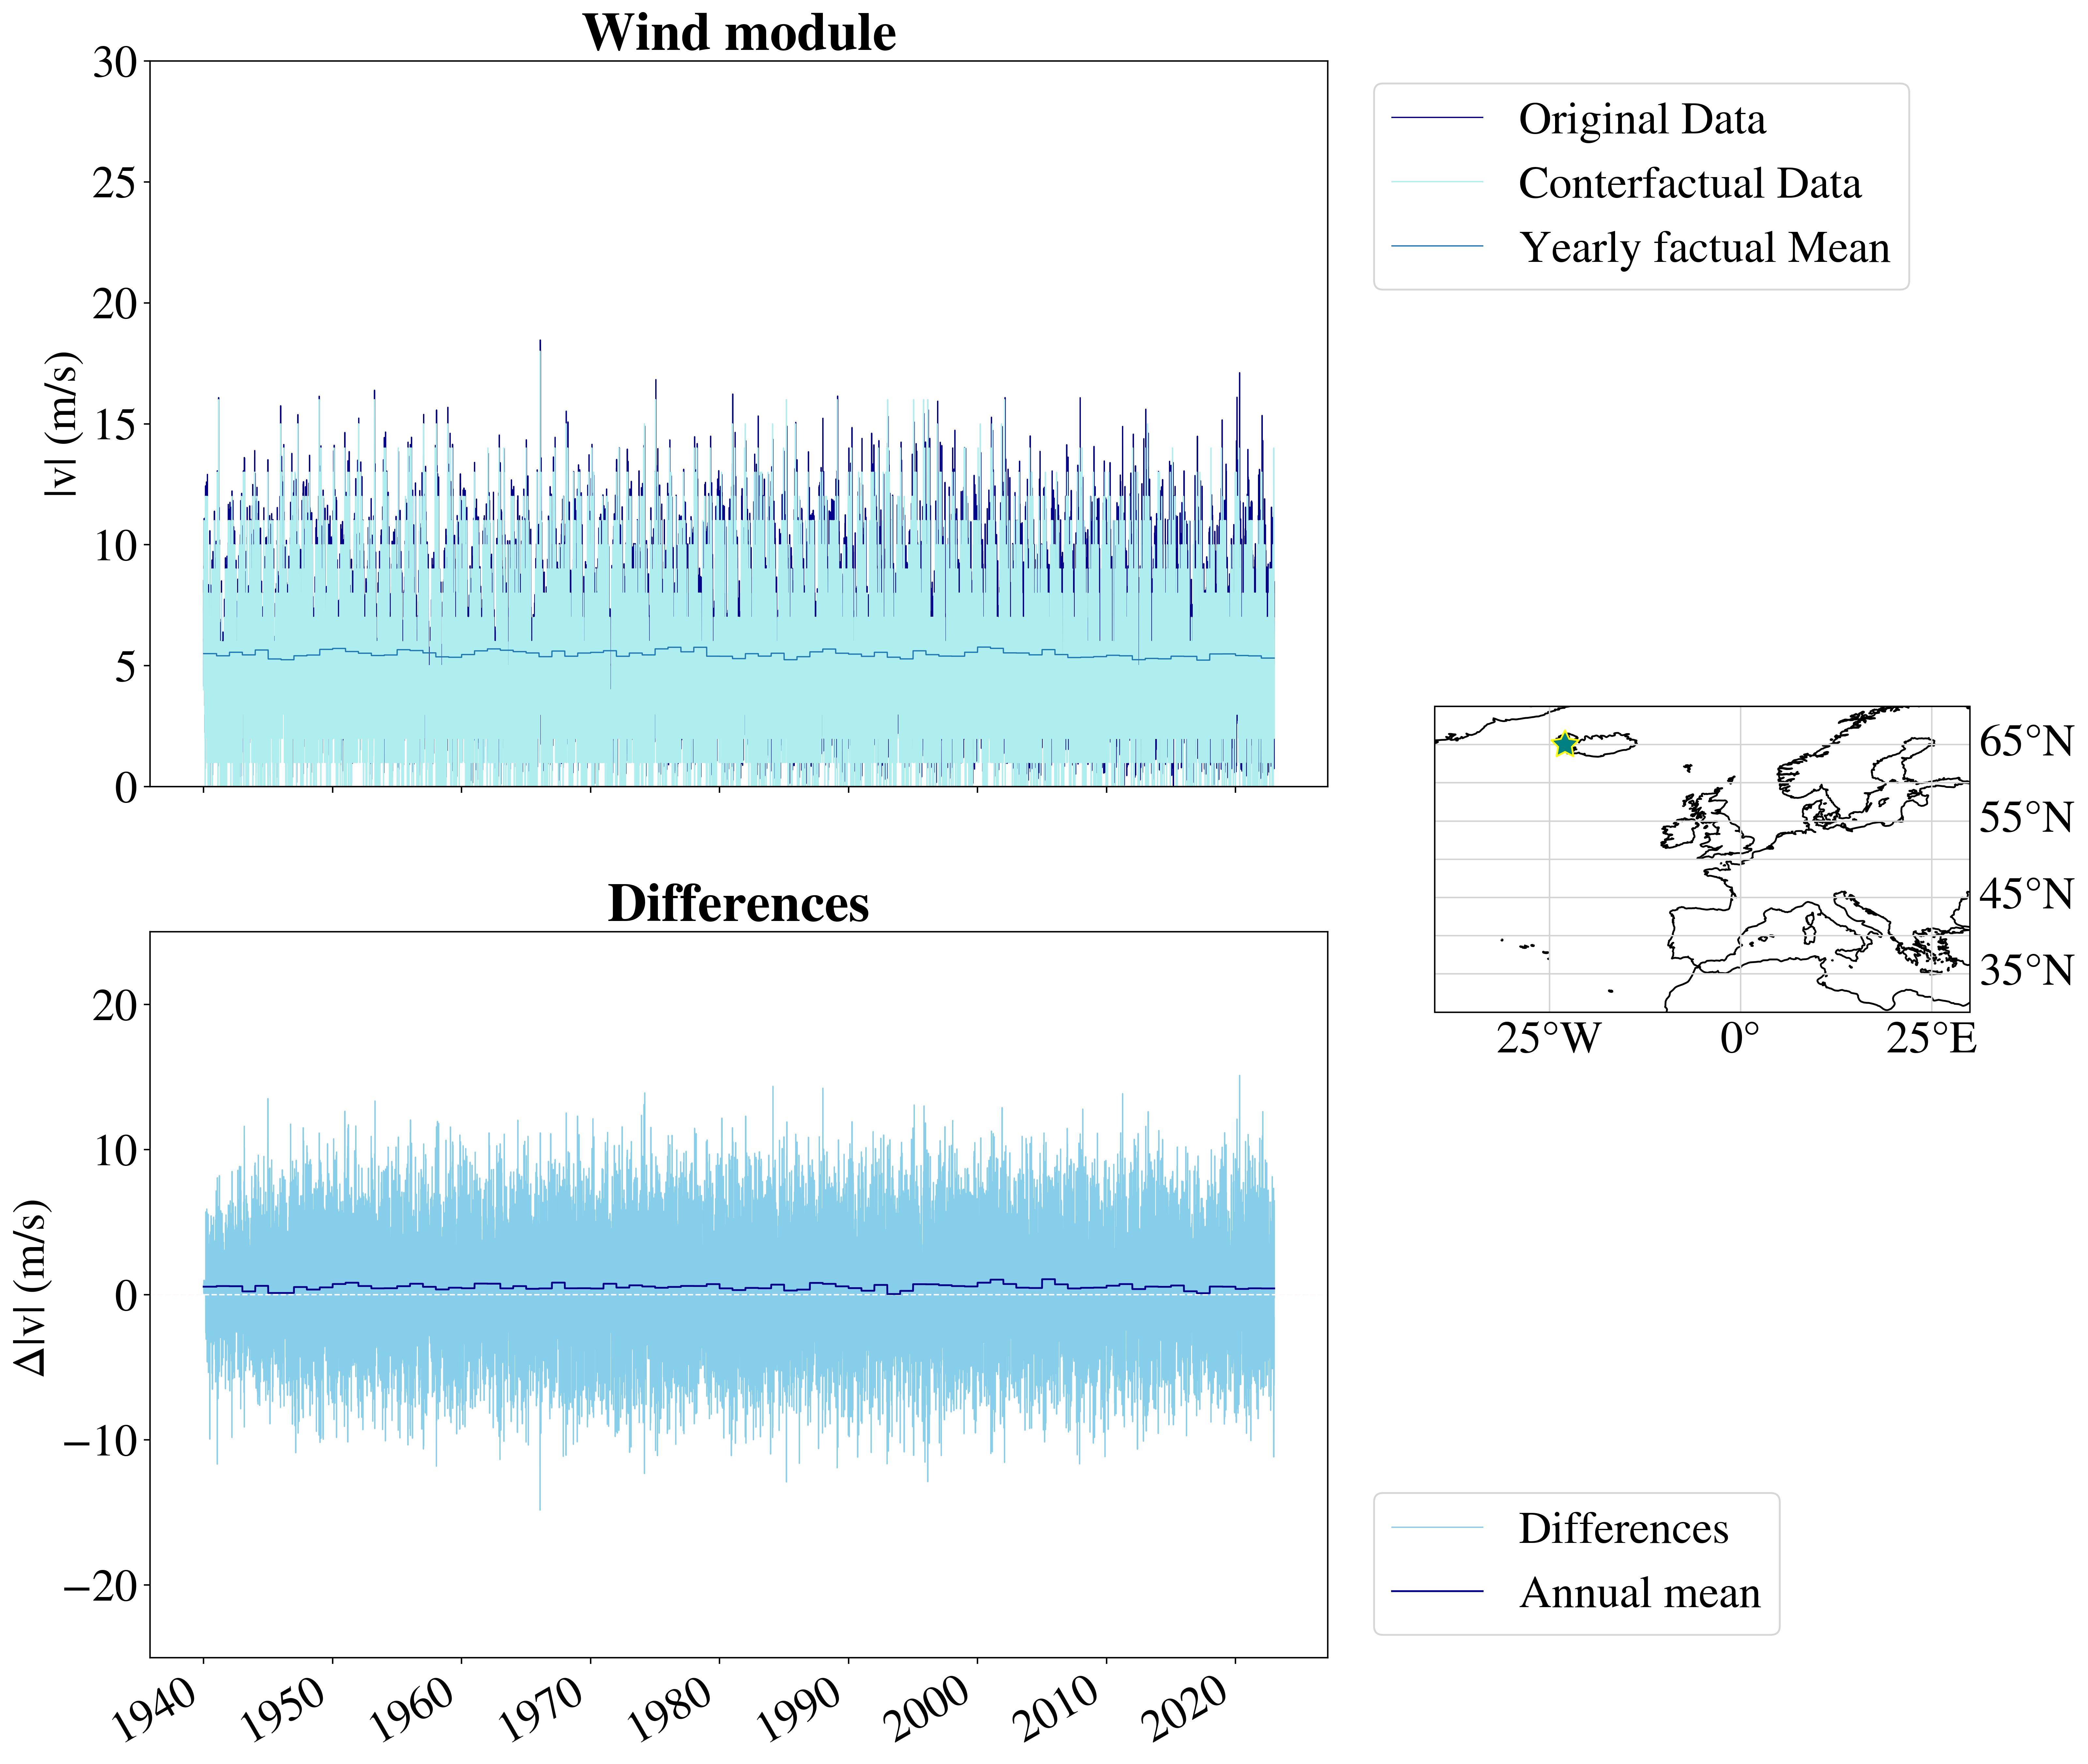 Wind module
30
25
20
15
10
5
0
|v| (m/s)
Original Data
Conterfactual Data
Yearly factual Mean
65°N
55°N
45°N
35°N
25°W 0° 25°E
Differences
20
10
0
−10
−20
Δ|v| (m/s)
1940 1950 1960 1970 1980 1990 2000 2010 2020
Differences
Annual mean